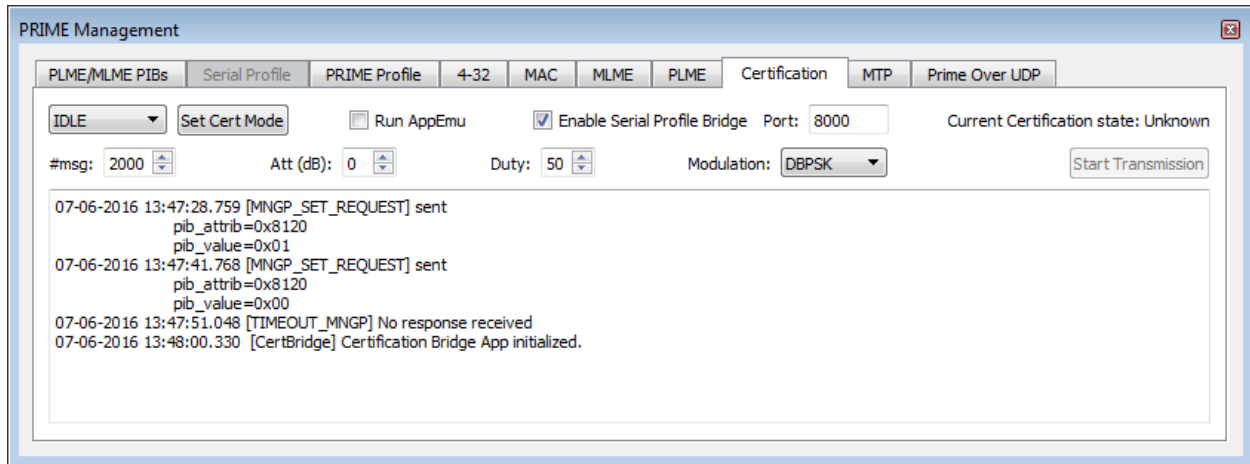 PRIME Management
PLME/MLME PIBs Serial Profile PRIME Profile 4-32 MAC MLME PLME Certification MTP Prime Over UDP
IDLE Set Cert Mode Run AppEmu Enable Serial Profile Bridge Port: 8000 Current Certification state: Unknown
#msg: 2000 Att (dB): 0 Duty: 50 Modulation: DBPSK Start Transmission
07-06-2016 13:47:28.759 [MNGP_SET_REQUEST] sent
pib_attrib=0x8120
pib_value=0x01
07-06-2016 13:47:41.768 [MNGP_SET_REQUEST] sent
pib_attrib=0x8120
pib_value=0x00
07-06-2016 13:47:51.048 [TIMEOUT_MNGP] No response received
07-06-2016 13:48:00.330 [CertBridge] Certification Bridge App initialized.